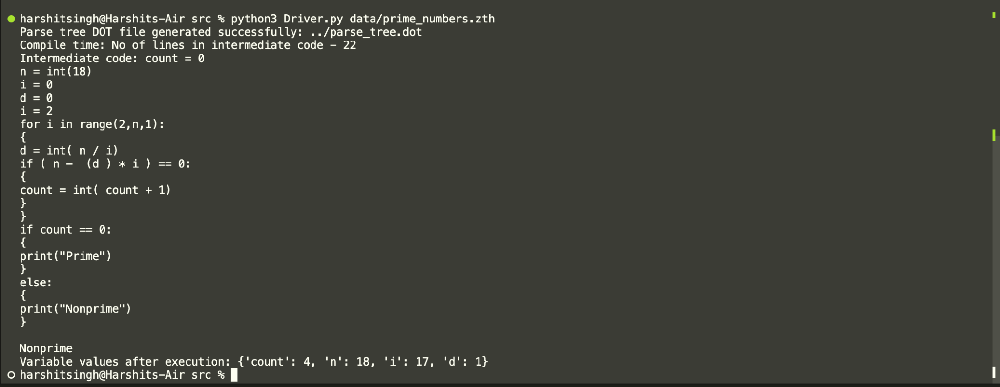 harshitsingh@Harshits-Air src % python3 Driver.py data/prime_numbers.zth
Parse tree DOT file generated successfully: ../parse_tree.dot
Compile time: No of lines in intermediate code - 22
Intermediate code: count = 0
n = int(18)
i = 0
d = 0
i = 2
for i in range(2,n,1):
{
d = int( n / i)
if ( n -  (d ) * i ) == 0:
{
count = int( count + 1)
}
}
if count == 0:
{
print("Prime")
}
else:
{
print("Nonprime")
}
Nonprime
Variable values after execution: {'count': 4, 'n': 18, 'i': 17, 'd': 1}
harshitsingh@Harshits-Air src %